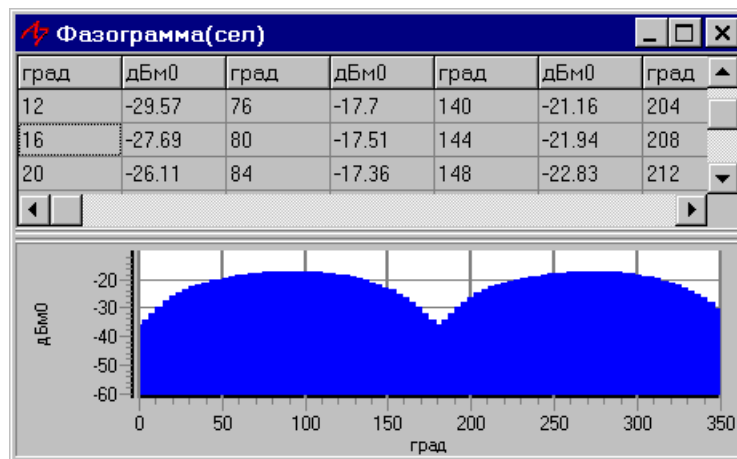 Фазограмма(сел)
град дБм0 град дБм0 град дБм0 град
12 -29.57 76 -17.7 140 -21.16 204
16 -27.69 80 -17.51 144 -21.94 208
20 -26.11 84 -17.36 148 -22.83 212
-20
-30
-40
-50
-60
дБм0
0 50 100 150 200 250 300 350
град